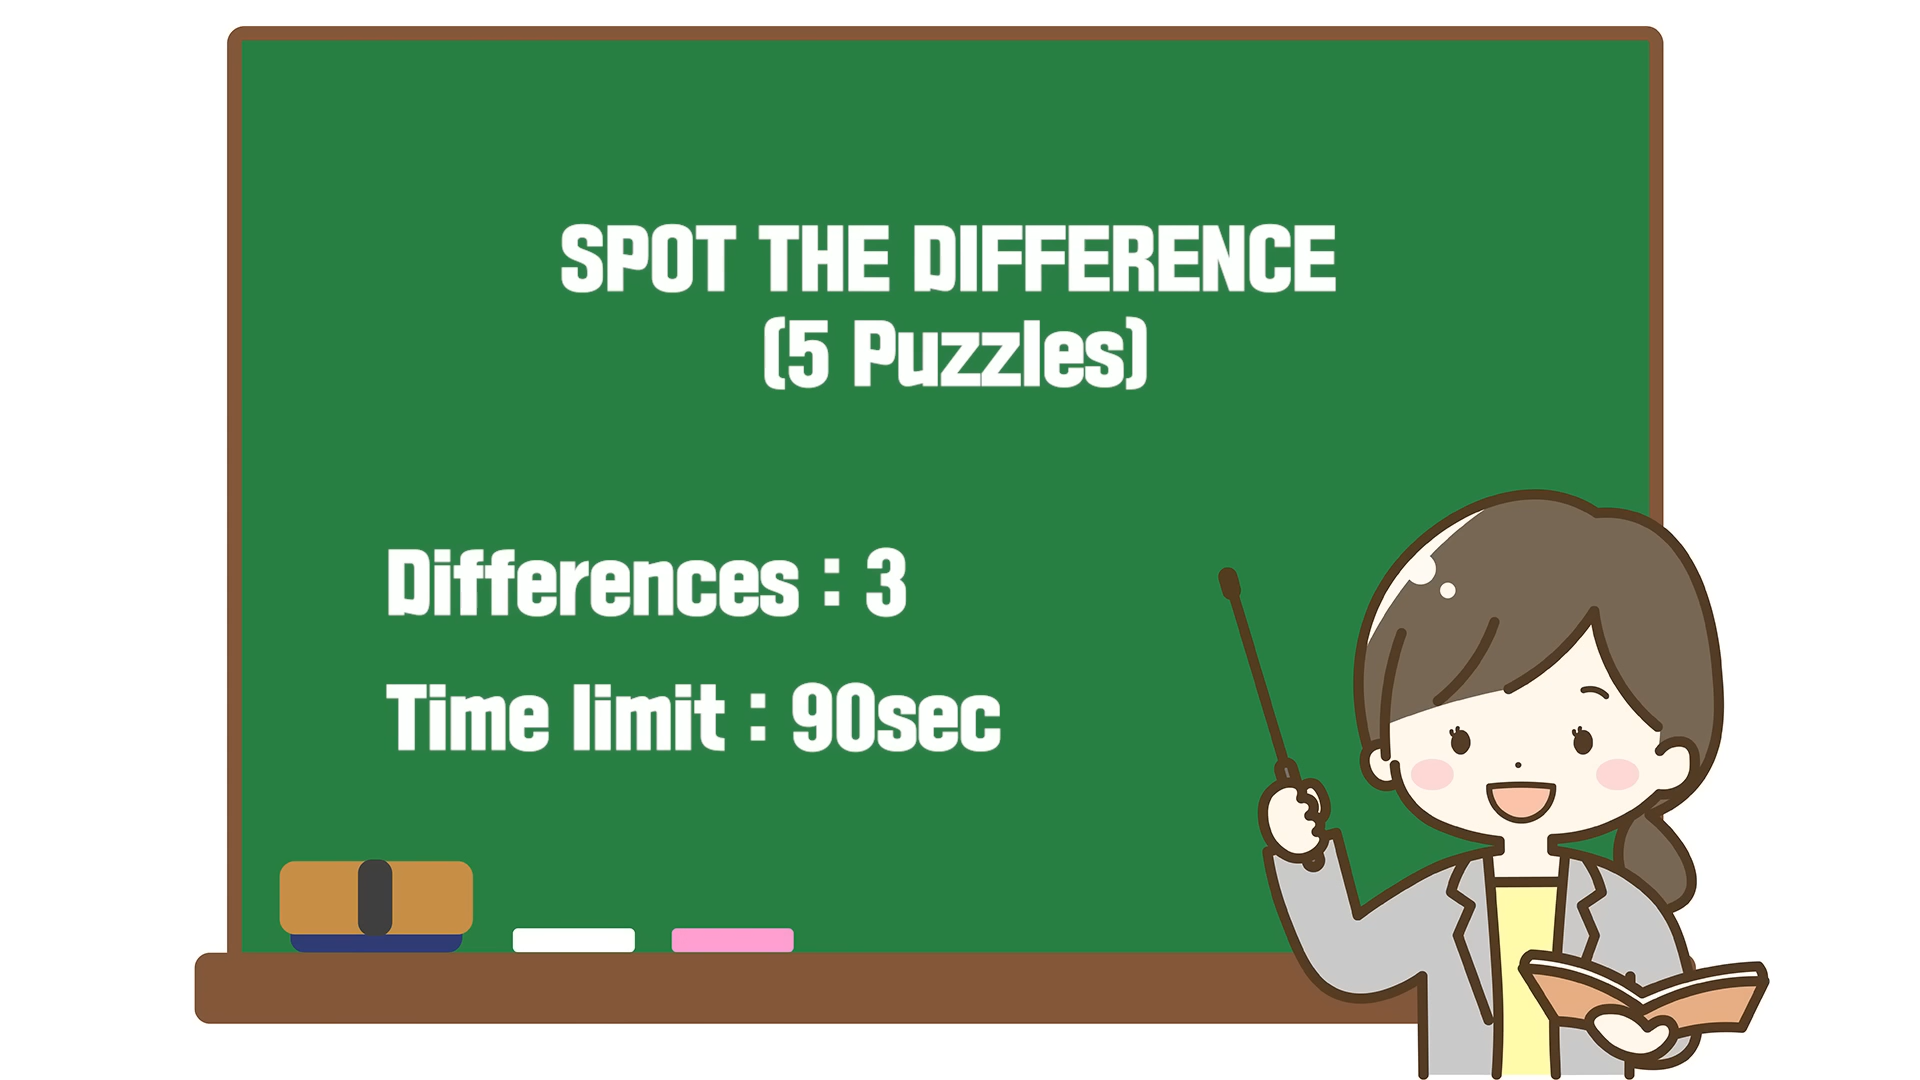 SPOT THE DIFFERENCE
(5 Puzzles)
Differences : 3
Time limit : 90sec